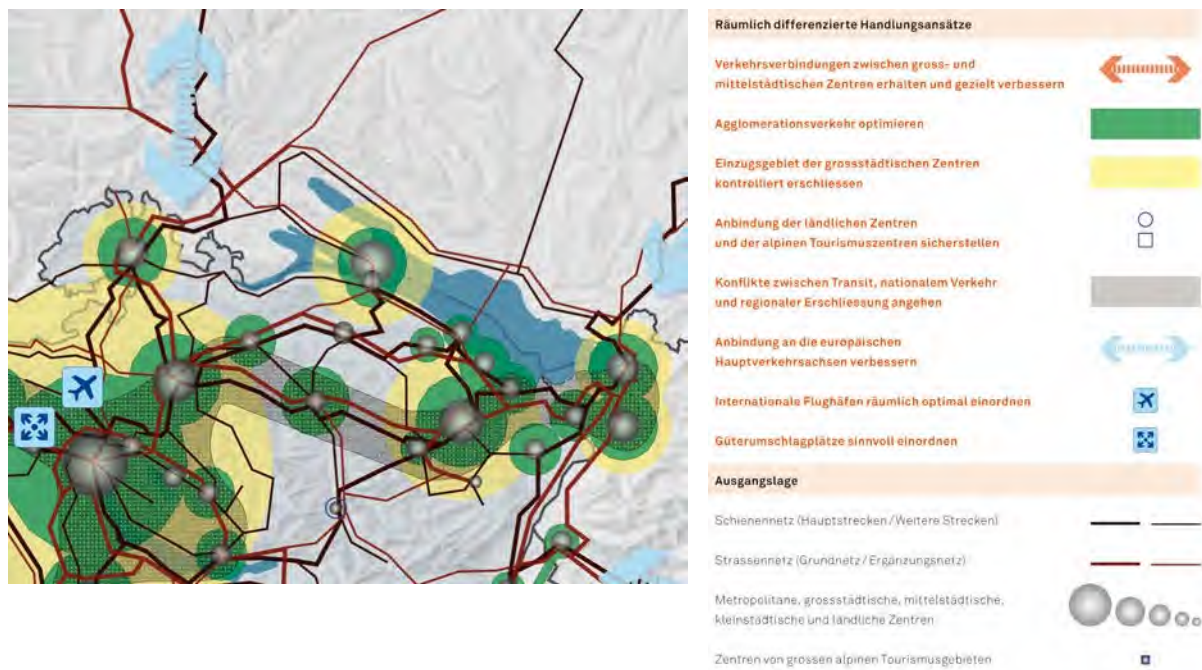 Räumlich differenzierte Handlungsansätze
Verkehrsverbindungen zwischen gross- und
mittelstädtischen Zentren erhalten und gezielt verbessern
Agglomerationsverkehr optimieren
Einzugsgebiet der grossstädtischen Zentren
kontrolliert erschliessen
Anbindung der ländlichen Zentren
und der alpinen Tourismuszentren sicherstellen
Konflikte zwischen Transit, nationalem Verkehr
und regionaler Erschliessung angehen
Anbindung an die europäischen
Hauptverkehrsachsen verbessern
Internationale Flughäfen räumlich optimal einordnen
Güterumschlagplätze sinnvoll einordnen
Ausgangslage
Schienennetz (Hauptstrecken / Weitere Strecken)
Strassennetz (Grundnetz / Ergänzungsnetz)
Metropolitane, grossstädtische, mittelstädtische,
kleinstädtische und ländliche Zentren
Zentren von grossen alpinen Tourismusgebieten